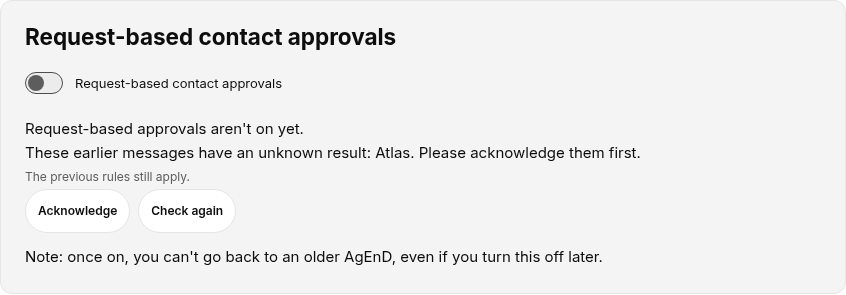 Request-based contact approvals
Request-based contact approvals
Request-based approvals aren't on yet.
These earlier messages have an unknown result: Atlas. Please acknowledge them first.
The previous rules still apply.
Acknowledge Check again
Note: once on, you can't go back to an older AgEnD, even if you turn this off later.